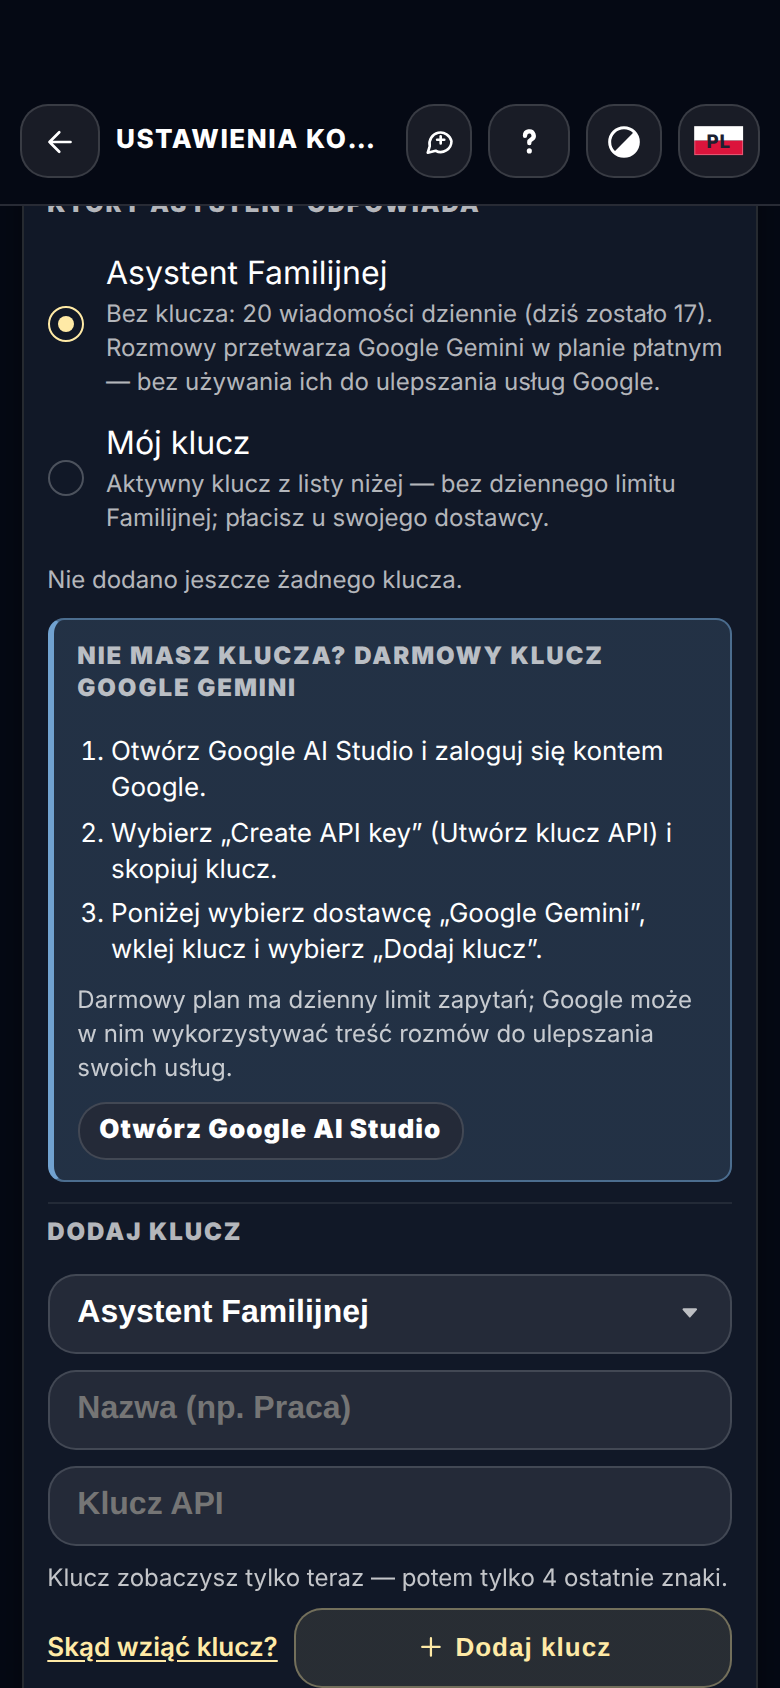 USTAWIENIA KO...
?
PL
KTÓRY ASYSTENT ODPOWIADA
Asystent Familijnej
Bez klucza: 20 wiadomości dziennie (dziś zostało 17).
Rozmowy przetwarza Google Gemini w planie płatnym
— bez używania ich do ulepszania usług Google.
Mój klucz
Aktywny klucz z listy niżej — bez dziennego limitu
Familijnej; płacisz u swojego dostawcy.
Nie dodano jeszcze żadnego klucza.
NIE MASZ KLUCZA? DARMOWY KLUCZ
GOOGLE GEMINI
1. Otwórz Google AI Studio i zaloguj się kontem
Google.
2. Wybierz „Create API key” (Utwórz klucz API) i
skopiuj klucz.
3. Poniżej wybierz dostawcę „Google Gemini”,
wklej klucz i wybierz „Dodaj klucz”.
Darmowy plan ma dzienny limit zapytań; Google może
w nim wykorzystywać treść rozmów do ulepszania
swoich usług.
Otwórz Google AI Studio
DODAJ KLUCZ
Asystent Familijnej
Nazwa (np. Praca)
Klucz API
Klucz zobaczysz tylko teraz — potem tylko 4 ostatnie znaki.
Skąd wziąć klucz?
+ Dodaj klucz